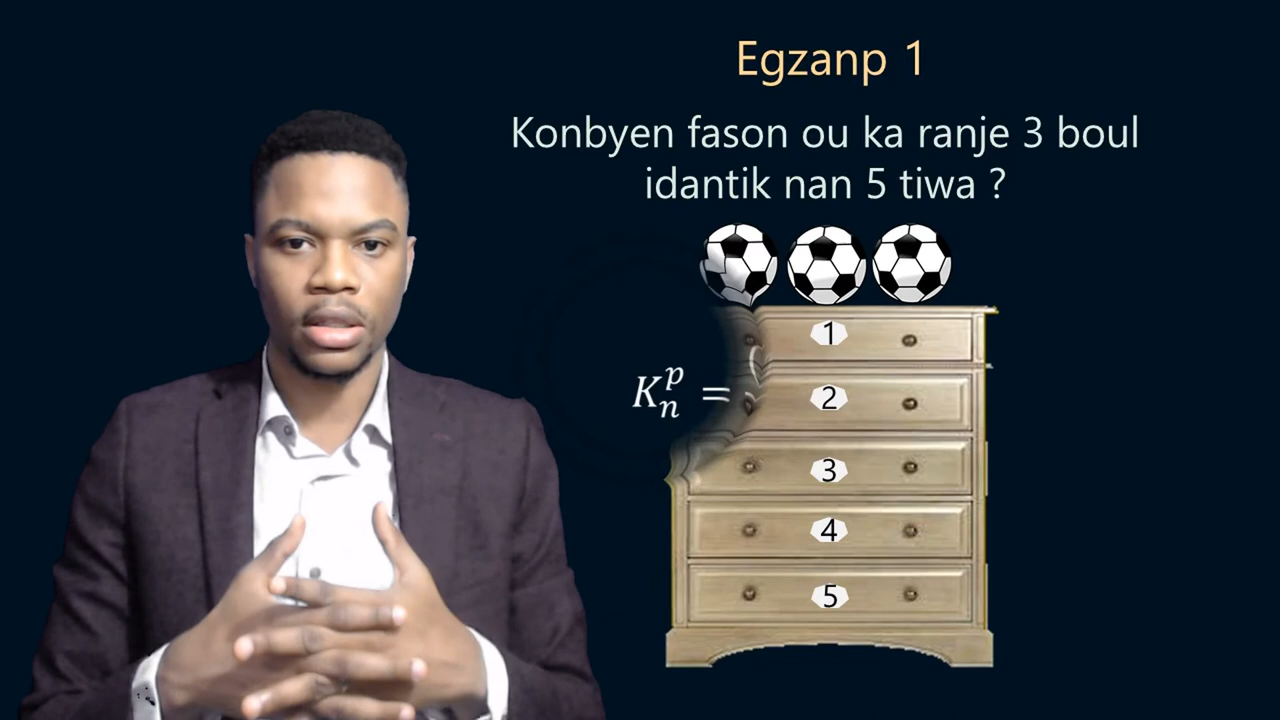 Egzanp 1
Konbyen fason ou ka ranje 3 boul
idantik nan 5 tiwa ?
1
K_n^p =
2
3
4
5